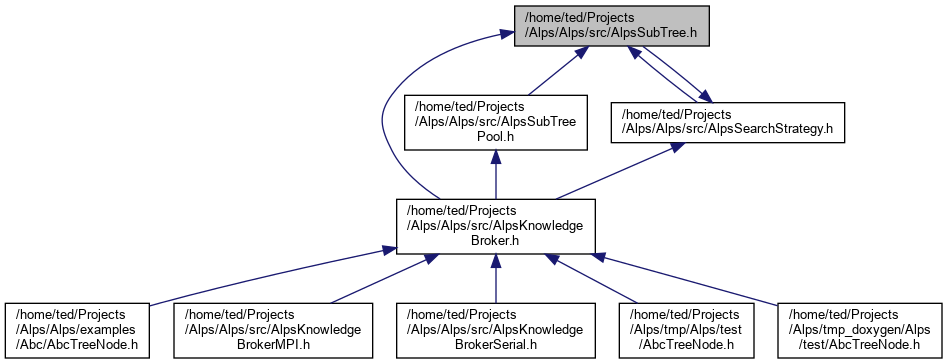 /home/ted/Projects
/Alps/Alps/src/AlpsSubTree.h
/home/ted/Projects
/Alps/Alps/src/AlpsSubTree
Pool.h
/home/ted/Projects
/Alps/Alps/src/AlpsSearchStrategy.h
/home/ted/Projects
/Alps/Alps/src/AlpsKnowledge
Broker.h
/home/ted/Projects
/Alps/Alps/examples
/Abc/AbcTreeNode.h
/home/ted/Projects
/Alps/Alps/src/AlpsKnowledge
BrokerMPI.h
/home/ted/Projects
/Alps/Alps/src/AlpsKnowledge
BrokerSerial.h
/home/ted/Projects
/Alps/tmp/Alps/test
/AbcTreeNode.h
/home/ted/Projects
/Alps/tmp_doxygen/Alps
/test/AbcTreeNode.h